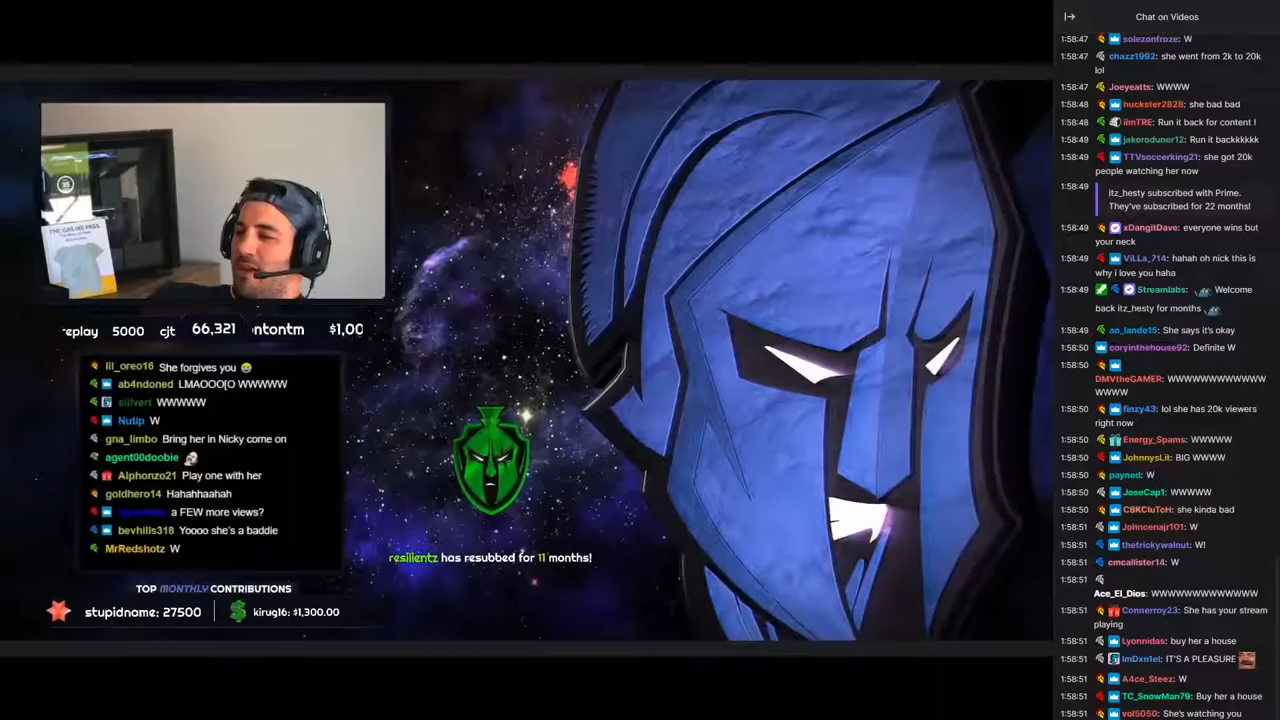 THE GAS WE PASS
replay 5000 cjt 66,321 ntontm $1,00
lil_oreo16 She forgives you
ab4ndoned LMAOOO[O WWWWW
siilvert WWWWW
Nutip W
gna_limbo Bring her in Nicky come on
agent00doobie
Alphonzo21 Play one with her
goldhero14 Hahahhaahah
a FEW more views?
bevhills318 Yoooo she's a baddie
MrRedshotz W
TOP MONTHLY CONTRIBUTIONS
stupidname: 27500
kirug16: $1,300.00
resilientz has resubbed for 11 months!
Chat on Videos
1:58:47 solezonfroze: W
1:58:47 chazz1992: she went from 2k to 20k
lol
1:58:47 Joeyeatts: WWWW
1:58:48 huckster2828: she bad bad
1:58:48 iimTRE: Run it back for content !
1:58:49 jakeroduner12: Run it backkkkkk
1:58:49 TTVsoccerking21: she got 20k
people watching her now
1:58:49 itz_hesty subscribed with Prime.
They've subscribed for 22 months!
1:58:49 xDangitDave: everyone wins but
your neck
1:58:49 ViLLa_714: hahah oh nick this is
why i love you haha
1:58:49 Streamlabs: Welcome
back itz_hesty for months
1:58:49 ao_lando15: She says it's okay
1:58:50 coryinthehouse92: Definite W
1:58:50
DMVtheGAMER: WWWWWWWWWWWW
WWWW
1:58:50 finzy43: lol she has 20k viewers
right now
1:58:50 Energy_Spams: WWWWW
1:58:50 JohnnysLit: BIG WWWW
1:58:50 payned: W
1:58:50 JoseCap1: WWWWW
1:58:50 CBKCluTcH: she kinda bad
1:58:51 Johncenajr101: W
1:58:51 thetrickywalnut: W!
1:58:51 cmcallister14: W
1:58:51
Ace_El_Dios: WWWWWWWWWWWWW
1:58:51 Connerroy23: She has your stream
playing
1:58:51 Lyonnidas: buy her a house
1:58:51 ImDxn1el: IT'S A PLEASURE
1:58:51 A4ce_Steez: W
1:58:51 TC_SnowMan79: Buy her a house
1:58:51 vol5050: She's watching you